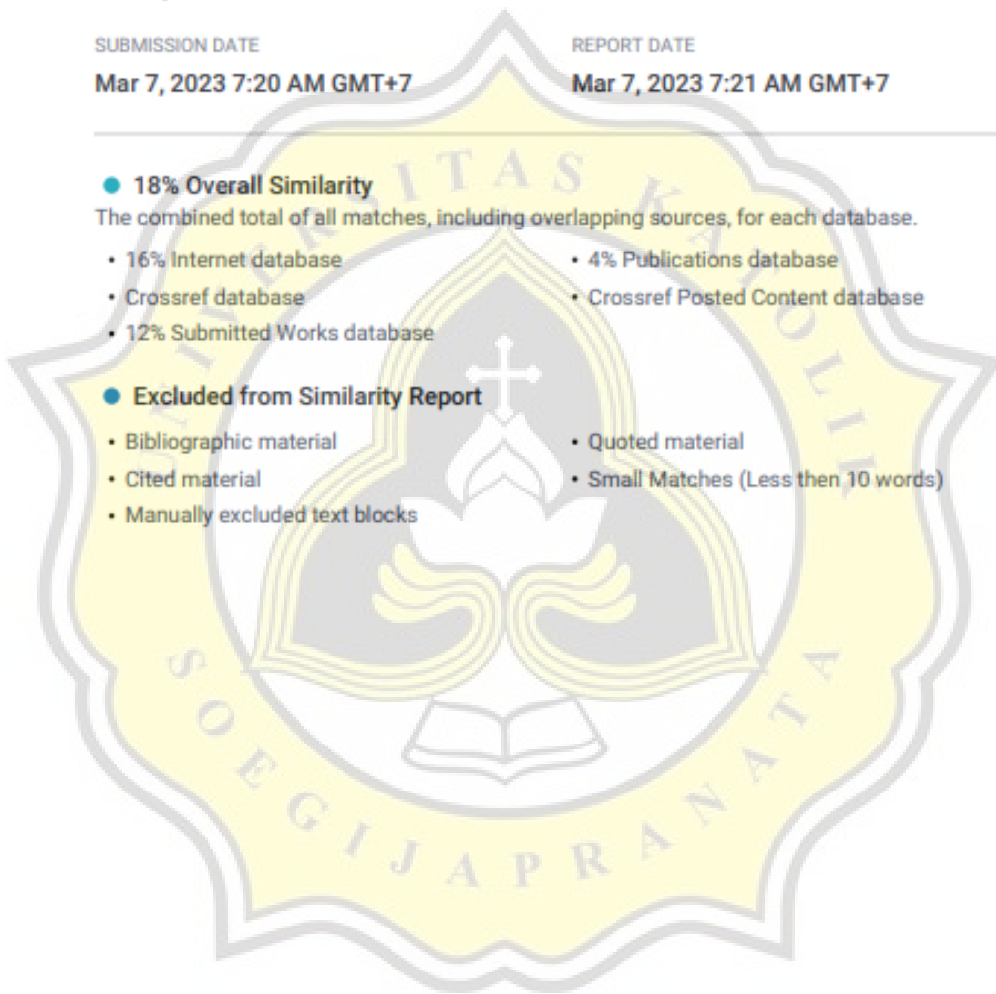 SUBMISSION DATE
REPORT DATE
Mar 7, 2023 7:20 AM GMT+7
Mar 7, 2023 7:21 AM GMT+7
● 18% Overall Similarity
The combined total of all matches, including overlapping sources, for each database.
• 16% Internet database
• 4% Publications database
• Crossref database
• Crossref Posted Content database
• 12% Submitted Works database
● Excluded from Similarity Report
• Bibliographic material
• Quoted material
• Cited material
• Small Matches (Less then 10 words)
• Manually excluded text blocks
UNIVERSITAS KATOLIK
SOEGIJAPRANATA